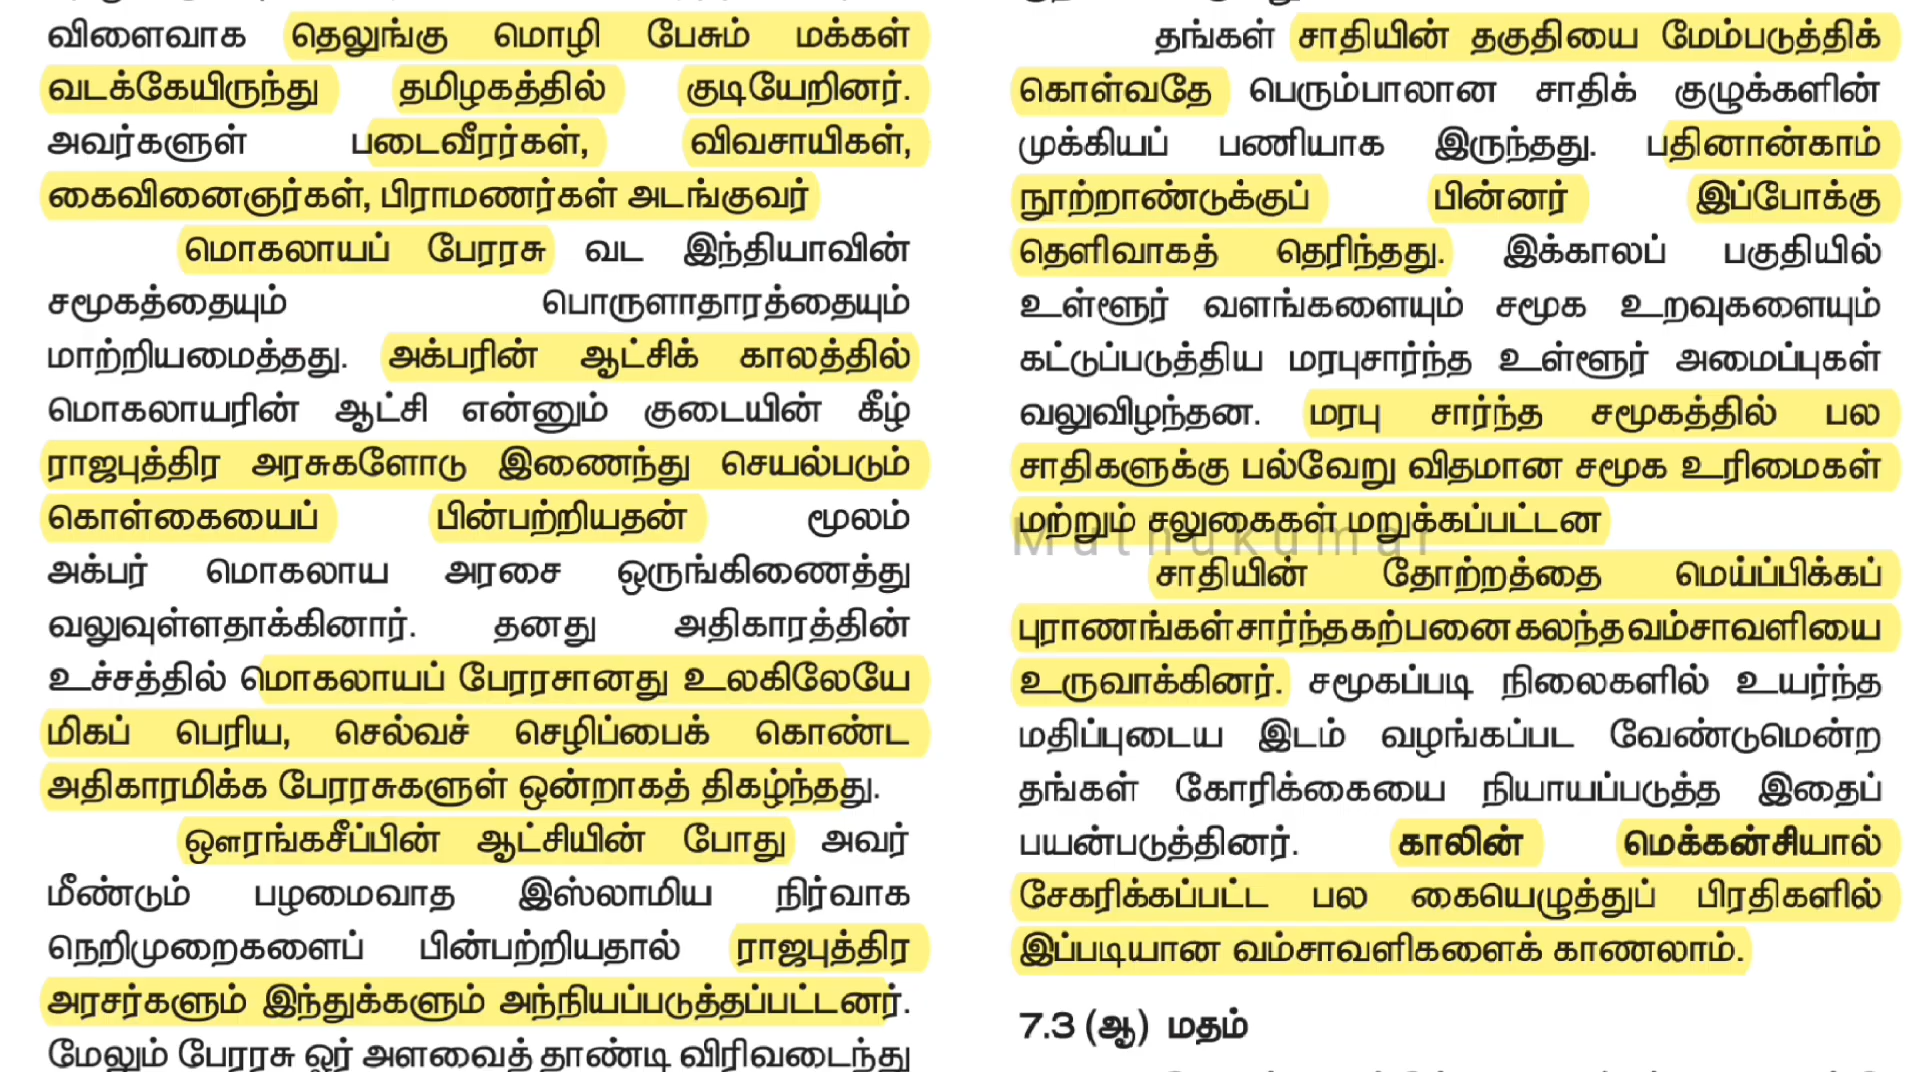 விளைவாக தெலுங்கு மொழி பேசும் மக்கள்
வடக்கேயிருந்து தமிழகத்தில் குடியேறினர்.
அவர்களுள் படைவீரர்கள், விவசாயிகள்,
கைவினைஞர்கள், பிராமணர்கள் அடங்குவர்
மொகலாயப் பேரரசு வட இந்தியாவின்
சமூகத்தையும் பொருளாதாரத்தையும்
மாற்றியமைத்தது. அக்பரின் ஆட்சிக் காலத்தில்
மொகலாயரின் ஆட்சி என்னும் குடையின் கீழ்
ராஜபுத்திர அரசுகளோடு இணைந்து செயல்படும்
கொள்கையைப் பின்பற்றியதன் மூலம்
அக்பர் மொகலாய அரசை ஒருங்கிணைத்து
வலுவுள்ளதாக்கினார். தனது அதிகாரத்தின்
உச்சத்தில் மொகலாயப் பேரரசானது உலகிலேயே
மிகப் பெரிய, செல்வச் செழிப்பைக் கொண்ட
அதிகாரமிக்க பேரரசுகளுள் ஒன்றாகத் திகழ்ந்தது.
ஔரங்கசீப்பின் ஆட்சியின் போது அவர்
மீண்டும் பழமைவாத இஸ்லாமிய நிர்வாக
நெறிமுறைகளைப் பின்பற்றியதால் ராஜபுத்திர
அரசர்களும் இந்துக்களும் அந்நியப்படுத்தப்பட்டனர்.
மேலும் பேரரசு ஓர் அளவைத் தாண்டி விரிவடைந்து
தங்கள் சாதியின் தகுதியை மேம்படுத்திக்
கொள்வதே பெரும்பாலான சாதிக் குழுக்களின்
முக்கியப் பணியாக இருந்தது. பதினான்காம்
நூற்றாண்டுக்குப் பின்னர் இப்போக்கு
தெளிவாகத் தெரிந்தது. இக்காலப் பகுதியில்
உள்ளூர் வளங்களையும் சமூக உறவுகளையும்
கட்டுப்படுத்திய மரபுசார்ந்த உள்ளூர் அமைப்புகள்
வலுவிழந்தன. மரபு சார்ந்த சமூகத்தில் பல
சாதிகளுக்கு பல்வேறு விதமான சமூக உரிமைகள்
மற்றும் சலுகைகள் மறுக்கப்பட்டன
Muthukumar
சாதியின் தோற்றத்தை மெய்ப்பிக்கப்
புராணங்கள்சார்ந்தகற்பனைகலந்தவம்சாவளியை
உருவாக்கினர். சமூகப்படி நிலைகளில் உயர்ந்த
மதிப்புடைய இடம் வழங்கப்பட வேண்டுமென்ற
தங்கள் கோரிக்கையை நியாயப்படுத்த இதைப்
பயன்படுத்தினர். காலின் மெக்கன்சியால்
சேகரிக்கப்பட்ட பல கையெழுத்துப் பிரதிகளில்
இப்படியான வம்சாவளிகளைக் காணலாம்.
7.3 (ஆ) மதம்